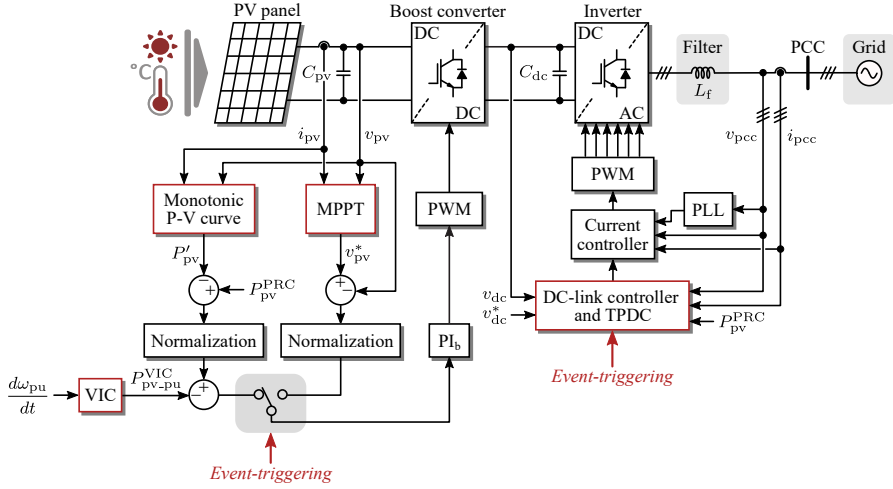 PV panel
Boost converter
Inverter
°C
C_pv
DC
DC
C_dc
DC
AC
Filter
L_f
PCC
Grid
i_pv
v_pv
v_pcc
i_pcc
Monotonic
P-V curve
MPPT
PWM
PWM
PLL
Current
controller
P'_pv
v*_pv
P_pv^PRC
− +
+ −
v_dc
v*_dc
DC-link controller
and TPDC
P_pv^PRC
Normalization
Normalization
PI_b
Event-triggering
dω_pu
dt
VIC
P_pv_pu^VIC
+
−
Event-triggering